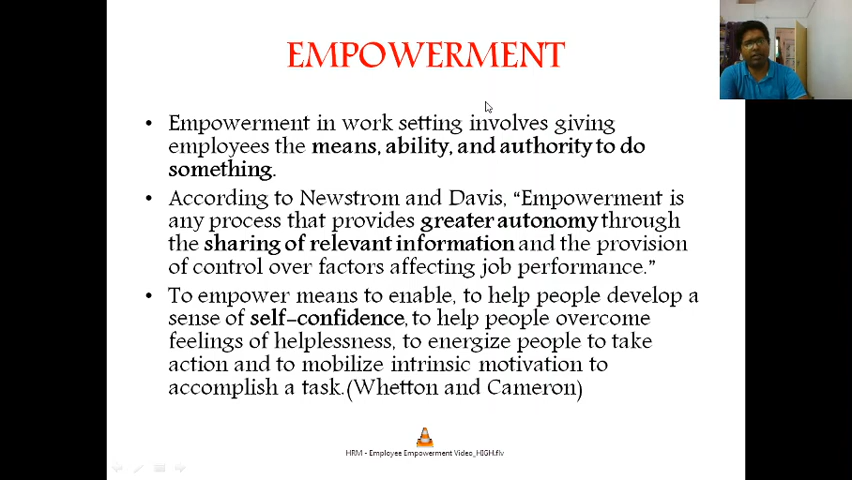 EMPOWERMENT
• Empowerment in work setting involves giving
employees the means, ability, and authority to do
something.
• According to Newstrom and Davis, “Empowerment is
any process that provides greater autonomy through
the sharing of relevant information and the provision
of control over factors affecting job performance.”
• To empower means to enable, to help people develop a
sense of self-confidence, to help people overcome
feelings of helplessness, to energize people to take
action and to mobilize intrinsic motivation to
accomplish a task.(Whetton and Cameron)
HRM - Employee Empowerment Video_HIGH.flv